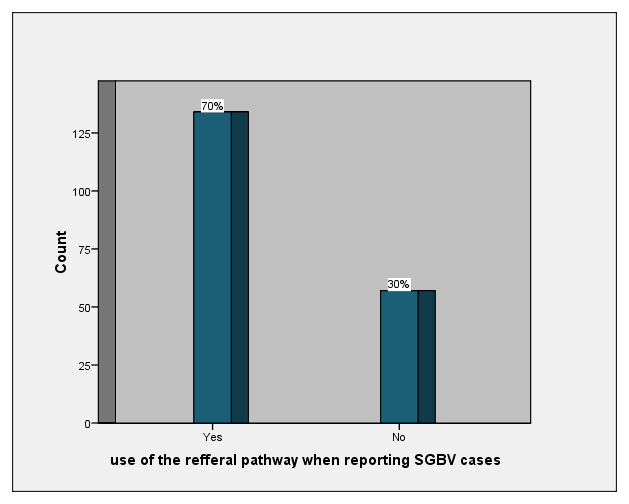 70%
30%
125
100
75
50
25
0
Count
Yes No
use of the refferal pathway when reporting SGBV cases